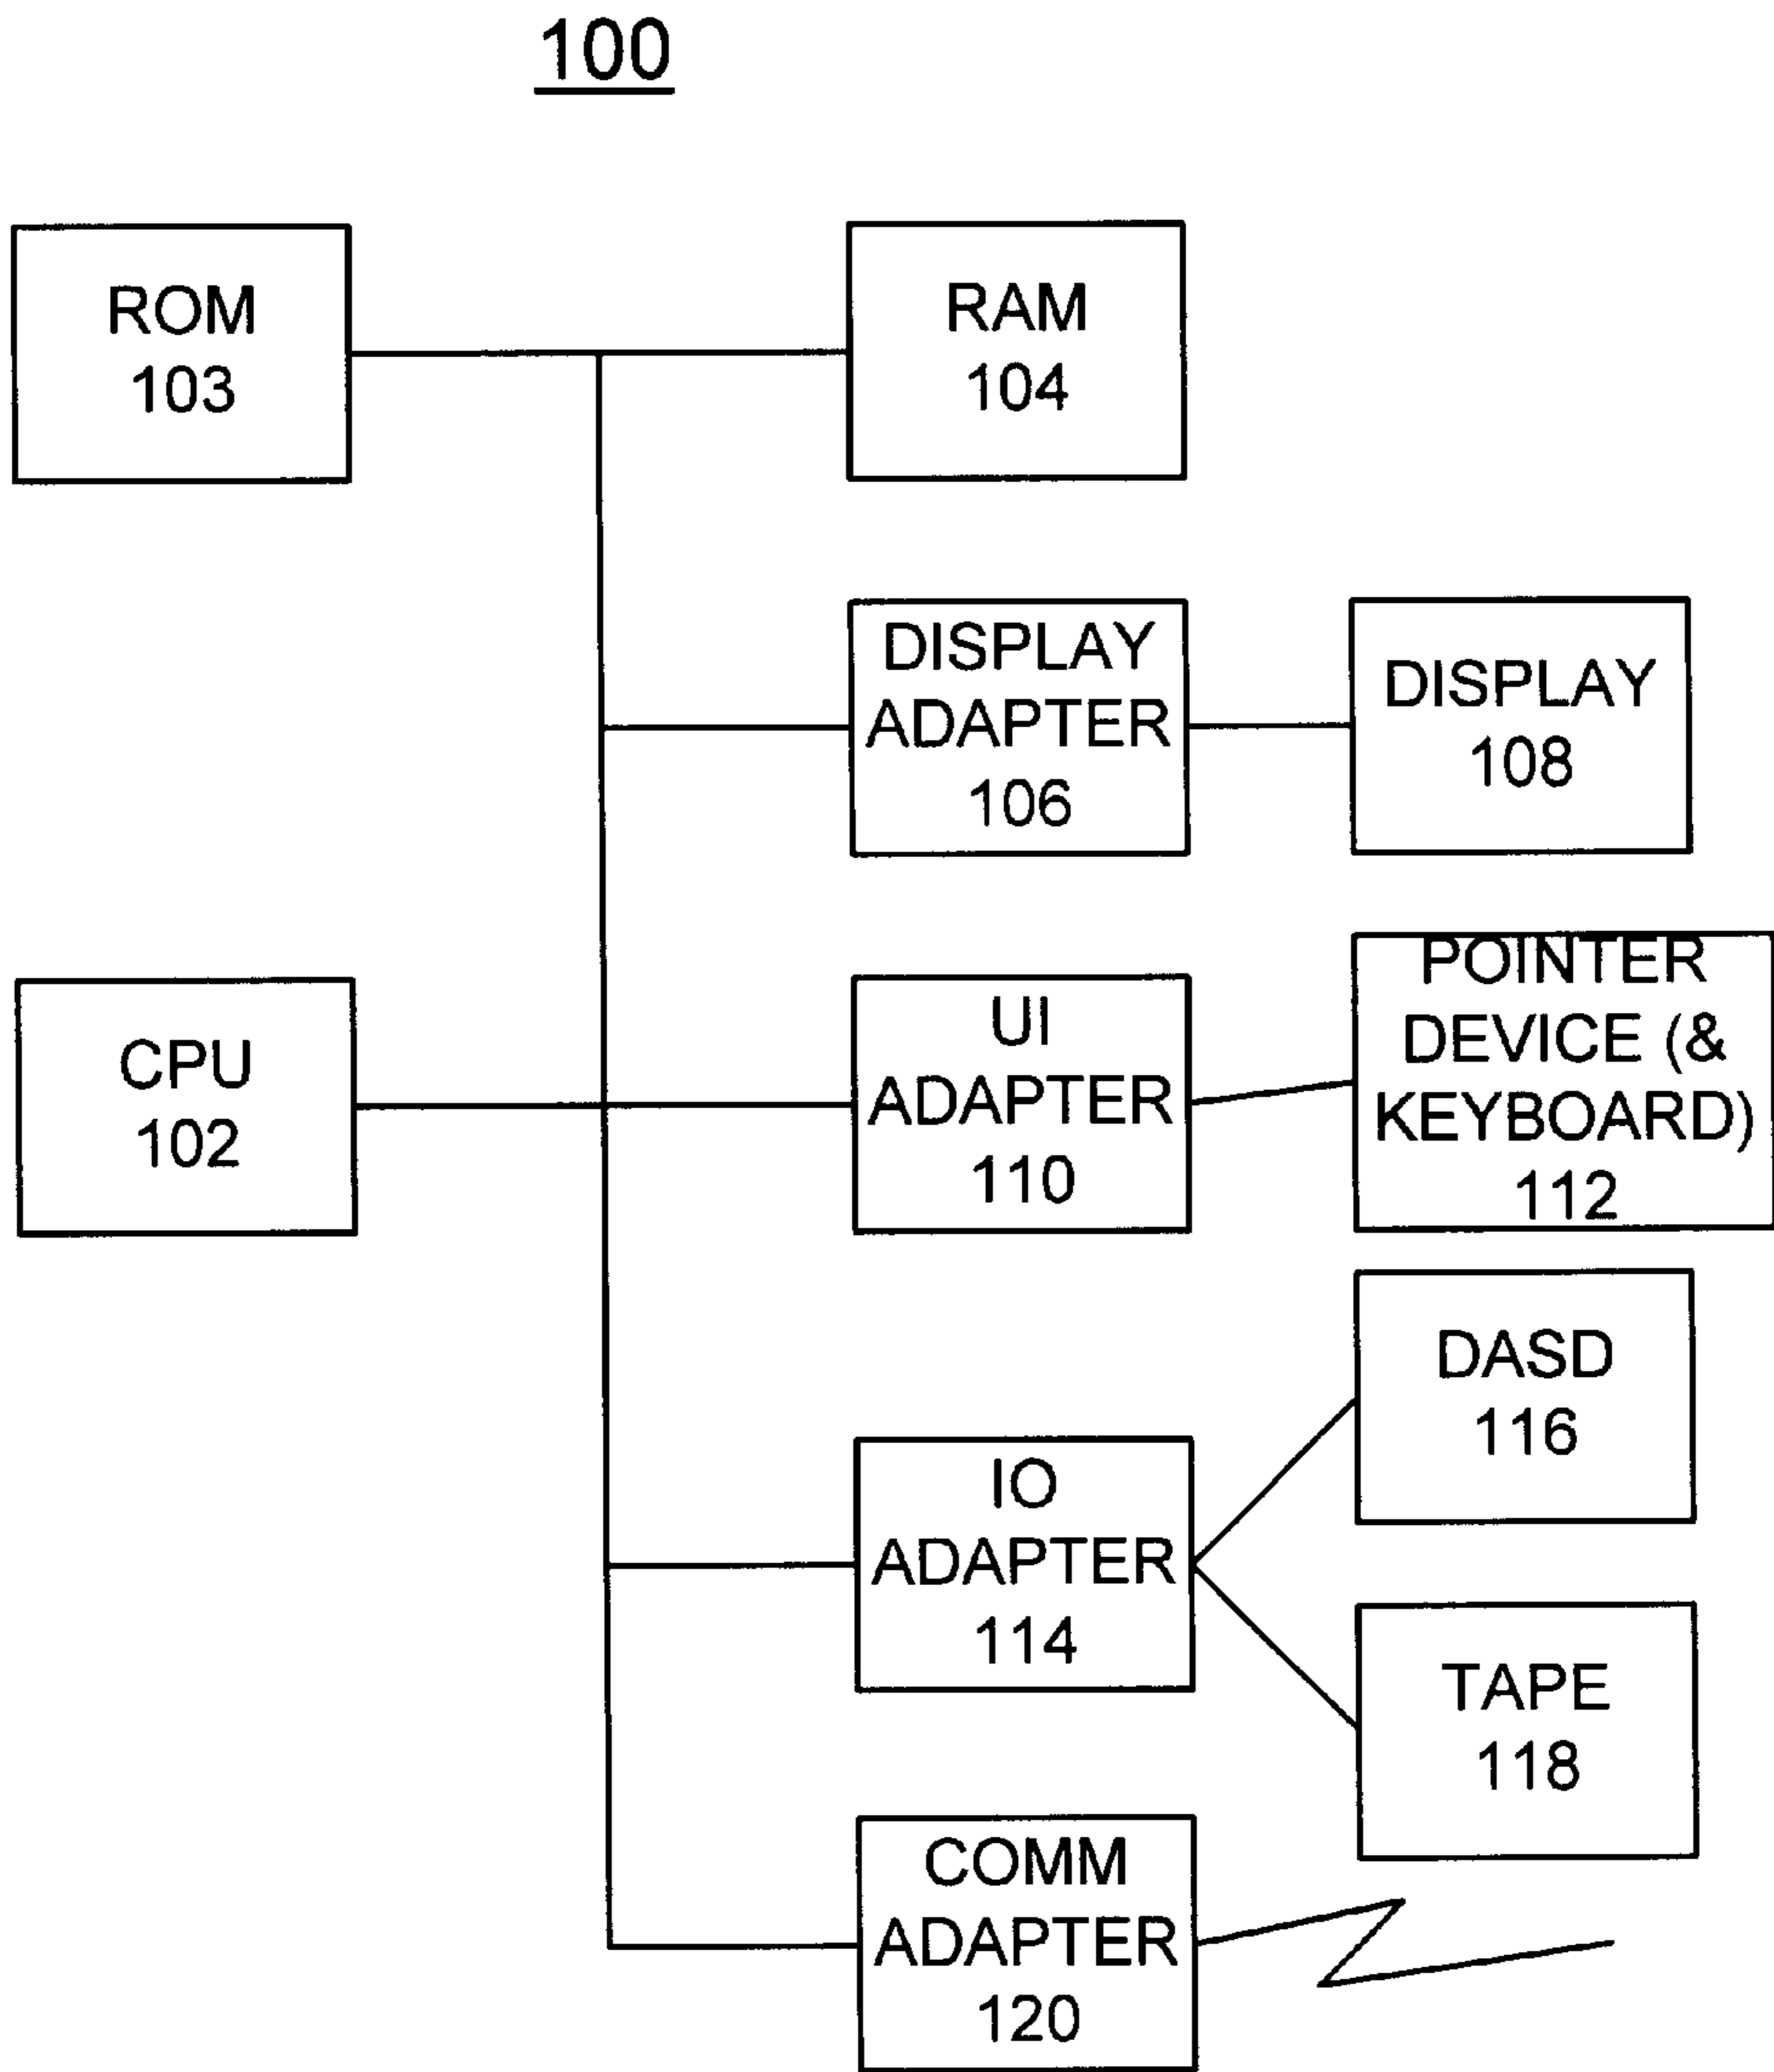 100
ROM
103
RAM
104
DISPLAY
ADAPTER
106
DISPLAY
108
CPU
102
UI
ADAPTER
110
POINTER
DEVICE (&
KEYBOARD)
112
IO
ADAPTER
114
DASD
116
TAPE
118
COMM
ADAPTER
120